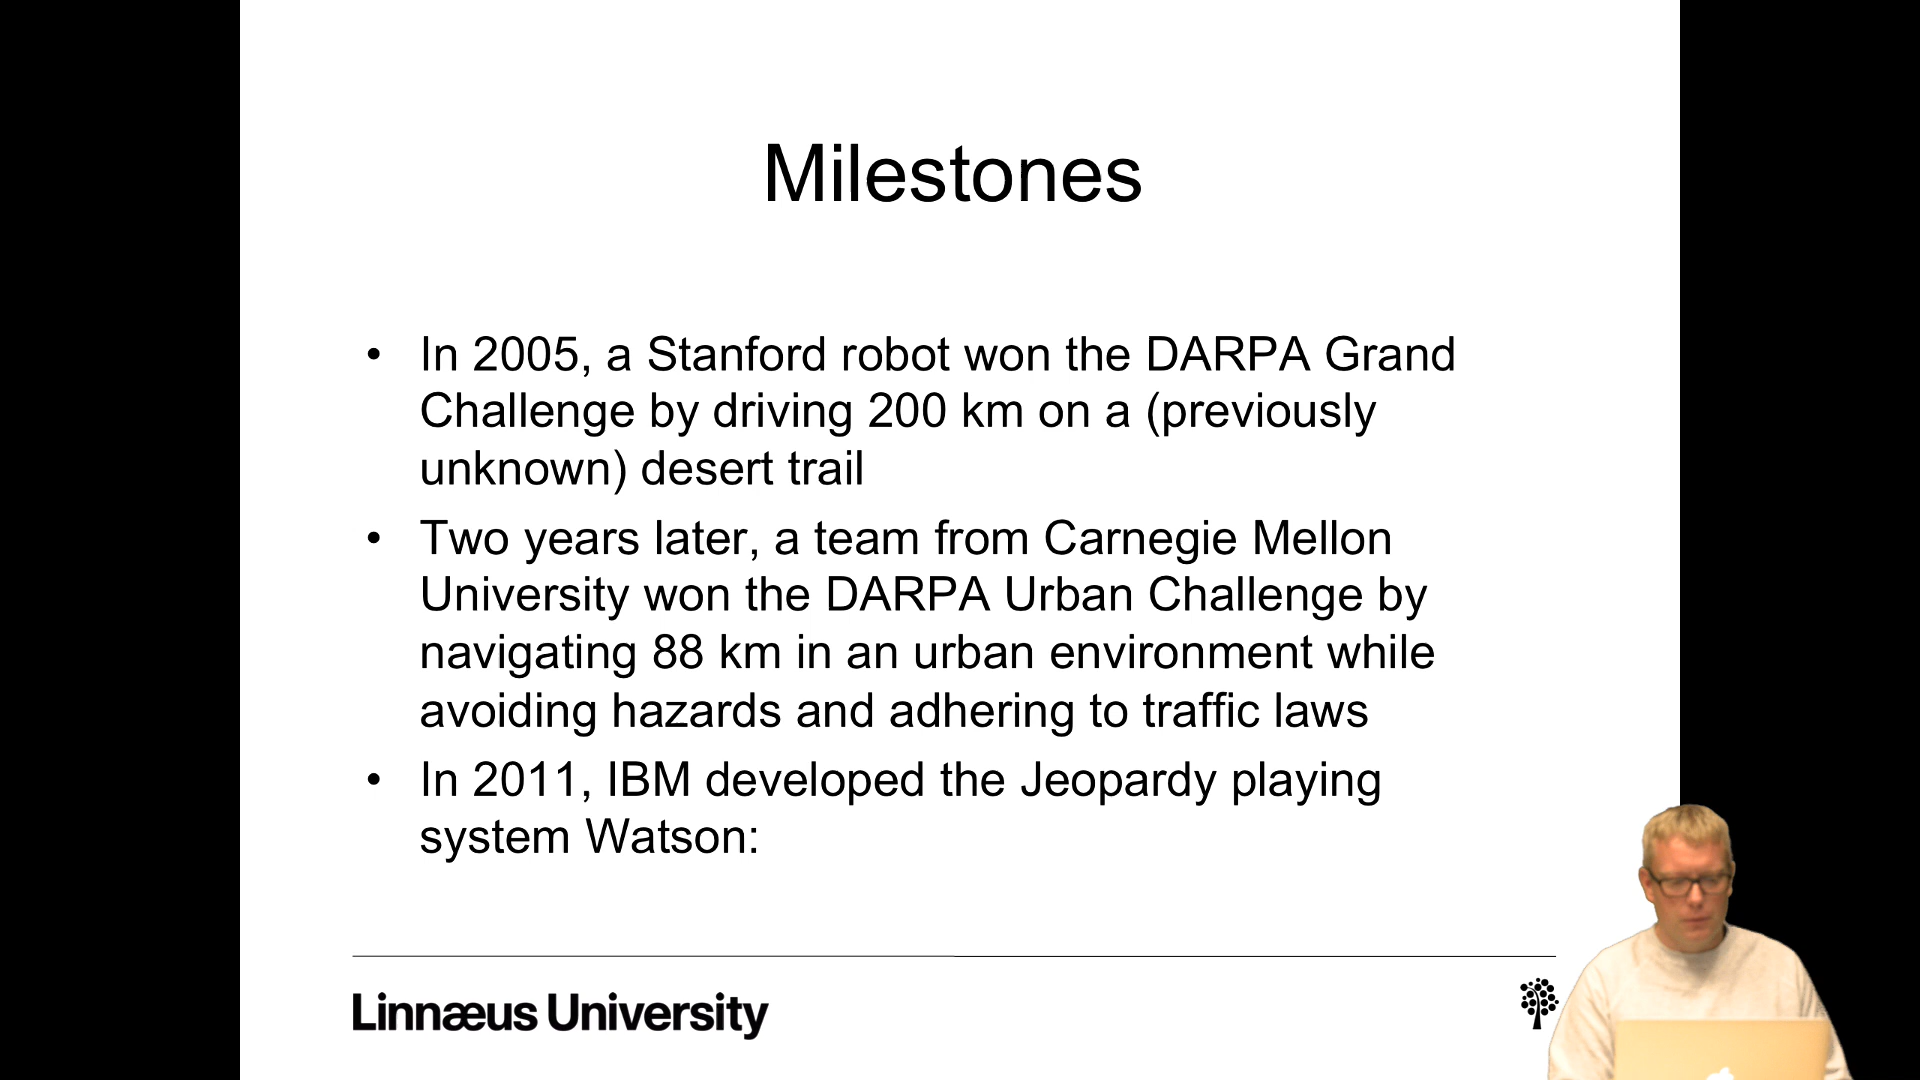 Milestones
• In 2005, a Stanford robot won the DARPA Grand
Challenge by driving 200 km on a (previously
unknown) desert trail
• Two years later, a team from Carnegie Mellon
University won the DARPA Urban Challenge by
navigating 88 km in an urban environment while
avoiding hazards and adhering to traffic laws
• In 2011, IBM developed the Jeopardy playing
system Watson:
Linnæus University